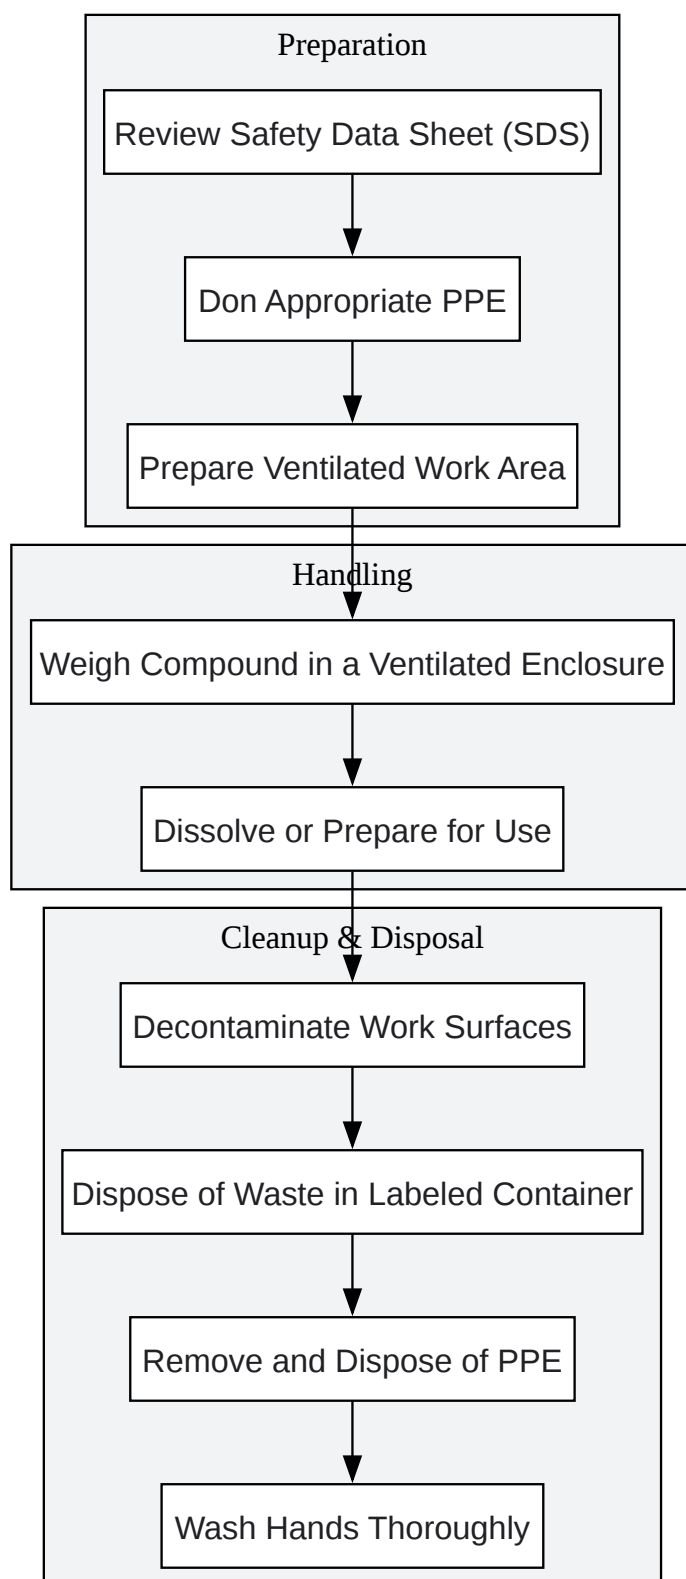 Preparation
Review Safety Data Sheet (SDS)
Don Appropriate PPE
Prepare Ventilated Work Area
Handling
Weigh Compound in a Ventilated Enclosure
Dissolve or Prepare for Use
Cleanup & Disposal
Decontaminate Work Surfaces
Dispose of Waste in Labeled Container
Remove and Dispose of PPE
Wash Hands Thoroughly